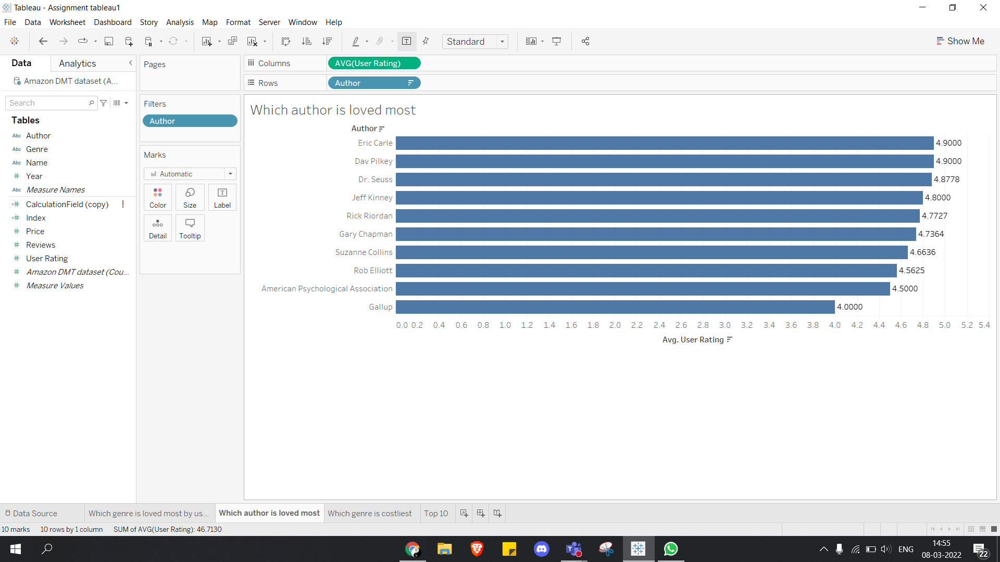 Tableau - Assignment tableau1
File Data Worksheet Dashboard Story Analysis Map Format Server Window Help
Standard
Show Me
Data Analytics
Amazon DMT dataset (A...
Search
Tables
Abc Author
Abc Genre
Abc Name
# Year
Abc Measure Names
=# CalculationField (copy) !
=# Index
# Price
# Reviews
# User Rating
# Amazon DMT dataset (Cou...
# Measure Values
Pages
Filters
Author
Marks
Automatic
Color Size Label
Detail Tooltip
Columns AVG(User Rating)
Rows Author
Which author is loved most
Author
Eric Carle 4.9000
Dav Pilkey 4.9000
Dr. Seuss 4.8778
Jeff Kinney 4.8000
Rick Riordan 4.7727
Gary Chapman 4.7364
Suzanne Collins 4.6636
Rob Elliott 4.5625
American Psychological Association 4.5000
Gallup 4.0000
0.0 0.2 0.4 0.6 0.8 1.0 1.2 1.4 1.6 1.8 2.0 2.2 2.4 2.6 2.8 3.0 3.2 3.4 3.6 3.8 4.0 4.2 4.4 4.6 4.8 5.0 5.2 5.4
Avg. User Rating
Data Source Which genre is loved most by us... Which author is loved most Which genre is costliest Top 10
10 marks 10 rows by 1 column SUM of AVG(User Rating): 46.7130
ENG
14:55
08-03-2022
22